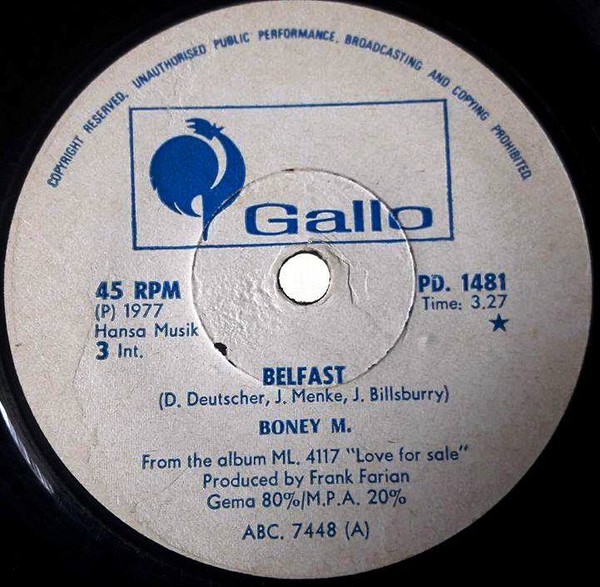 COPYRIGHT RESERVED. UNAUTHORISED PUBLIC PERFORMANCE, BROADCASTING AND COPYING PROHIBITED.
Gallo
45 RPM
(P) 1977
Hansa Musik
3 Int.
PD. 1481
Time: 3.27
BELFAST
(D. Deutscher, J. Menke, J. Billsburry)
BONEY M.
From the album ML. 4117 "Love for sale"
Produced by Frank Farian
Gema 80%/M.P.A. 20%
ABC. 7448 (A)